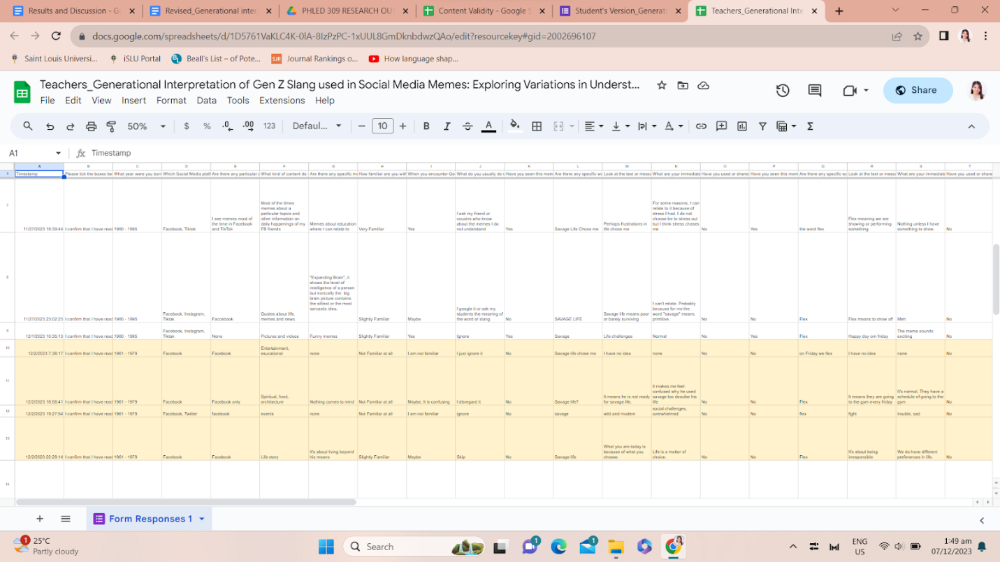 Results and Discussion - Go
Revised_Generational inter
PHLED 309 RESEARCH OUT
Content Validity - Google S
Student's Version_Generati
Teachers_Generational Inte
docs.google.com/spreadsheets/d/1D5761VaKLC4K-0lA-8IzPzPC-1xUUL8GmDknbdwzQAo/edit?resourcekey#gid=2002696107
Saint Louis Universi...
iSLU Portal
Beall's List – of Pote...
SJR
Journal Rankings o...
How language shap...
Teachers_Generational Interpretation of Gen Z Slang used in Social Media Memes: Exploring Variations in Underst...
File Edit View Insert Format Data Tools Extensions Help
Share
50% $ % .0 .00 123 Defaul... − 10 + B I A Σ
A1 fx Timestamp
A B C D E F G H I J K L M N O P Q R S T
1 Timestamp Please tick the boxes be What year were you born Which Social Media platf Are there any particular s What kind of content do Are there any specific me How familiar are you with When you encounter Ge What do you usually do w Have you seen this mem Are there any specific wo Look at the text or messa What are your immediate Have you used or shared Have you seen this mem Are there any specific wo Look at the text or messa What are your immediate Have you used or shared
7
11/27/2023 18:39:44
I confirm that I have read
1980 - 1995
Facebook, Tiktok
I see memes most of
the time in Facebook
and TikTok
Most of the times
memes about a
particular topics and
other information on
daily happenings of my
FB friends
Memes about education
where I can relate to
Very Familiar
Yes
I ask my friend or
cousins who know
about the memes I do
not understand
Yes
Savage Life Chose me
Perhaps frustrations in
life chose me
For some reasons, I can
relate to it because of
stress I had. I do not
choose be to stress out
but I think stress chases
me
No
Yes
the word flex
Flex meaning we are
showing or performing
something
Nothing unless I have
something to show
No
8
11/27/2023 23:02:23
I confirm that I have read
1980 - 1995
Facebook, Instagram,
Tiktok
Faccebook
Quotes about life,
memes and news
"Expanding Brain", it
shows the level of
intelligence of a person
but ironically the big
brain picture contains
the silliest or the most
sarcastic idea.
Slightly Familiar
Maybe
I google it or ask my
students the meaning of
the word or slang
No
SAVAGE LIFE
Savage life means poor
or barely surviving
I can't relate. Probably
because for me the
word "savage" means
primitive.
No
No
Flex
Flex means to show off
Meh
No
9
12/1/2023 10:35:13
I confirm that I have read
1980 - 1995
Facebook, Instagram,
Tiktok
None
Pictures and videos
Funny memes
Slightly Familiar
Yes
Ignore
Yes
Savage
Life challenges
Normal
No
Yes
Flex
Happy day om friday
The meme sounds
exciting
No
10
12/2/2023 7:38:17
I confirm that I have read
1961 - 1979
Facebook
Facebook
Entertainment,
esucational
none
Not Familiar at all
I am not familiar
I just ignore it
No
Savage life chose me
I have no idea
none
No
No
on Friday we flex
I have no idea
none
No
11
12/2/2023 18:56:41
I confirm that I have read
1961 - 1979
Facebook
Facebook only
Spiritual, food,
architecture
Nothing comes to mind
Not Familiar at all
Maybe, It is confusing
I disregard it
No
Savage life?
It means he is not ready
for savage life.
It makes me feel
confused why he used
savage too descibe his
life
No
No
Flex
It means they are going
to the gym every friday
It's normal. They have a
schedule of going to the
gym
No
12
12/2/2023 19:27:54
I confirm that I have read
1961 - 1979
Facebook, Twitter
facebook
events
none
Not Familiar at all
I am not familiar
ignore
No
savage
wild and modern
social challenges,
overwhelmed
No
No
flex
fight
trouble, sad
No
13
12/2/2023 22:28:14
I confirm that I have read
1961 - 1979
Facebook
Facebook
Life story
It's about living beyond
his means
Slightly Familiar
Maybe
Skip
No
Savage life
What you are today is
because of what you
choose.
Life is a matter of
choice.
No
No
Flex
It's about being
irresponsible
We do have different
preferences in life.
No
14
Form Responses 1
1
25°C
Partly cloudy
Search
1
1
ENG
US
1:49 am
07/12/2023